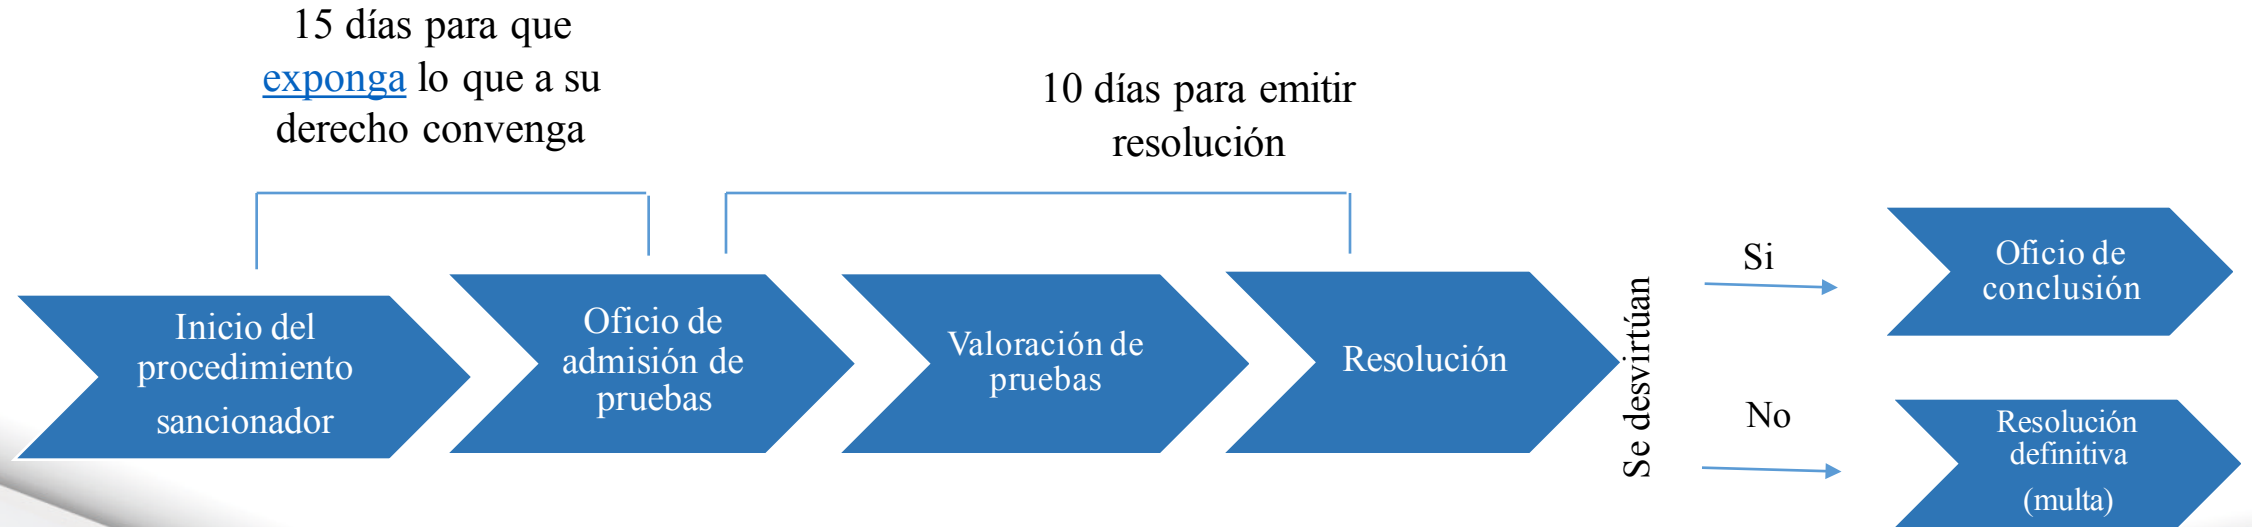 15 días para que
exponga lo que a su
derecho convenga
10 días para emitir
resolución
Inicio del
procedimiento
sancionador
Oficio de
admisión de
pruebas
Valoración de
pruebas
Resolución
Se desvirtúan
Si
Oficio de
conclusión
No
Resolución
definitiva
(multa)